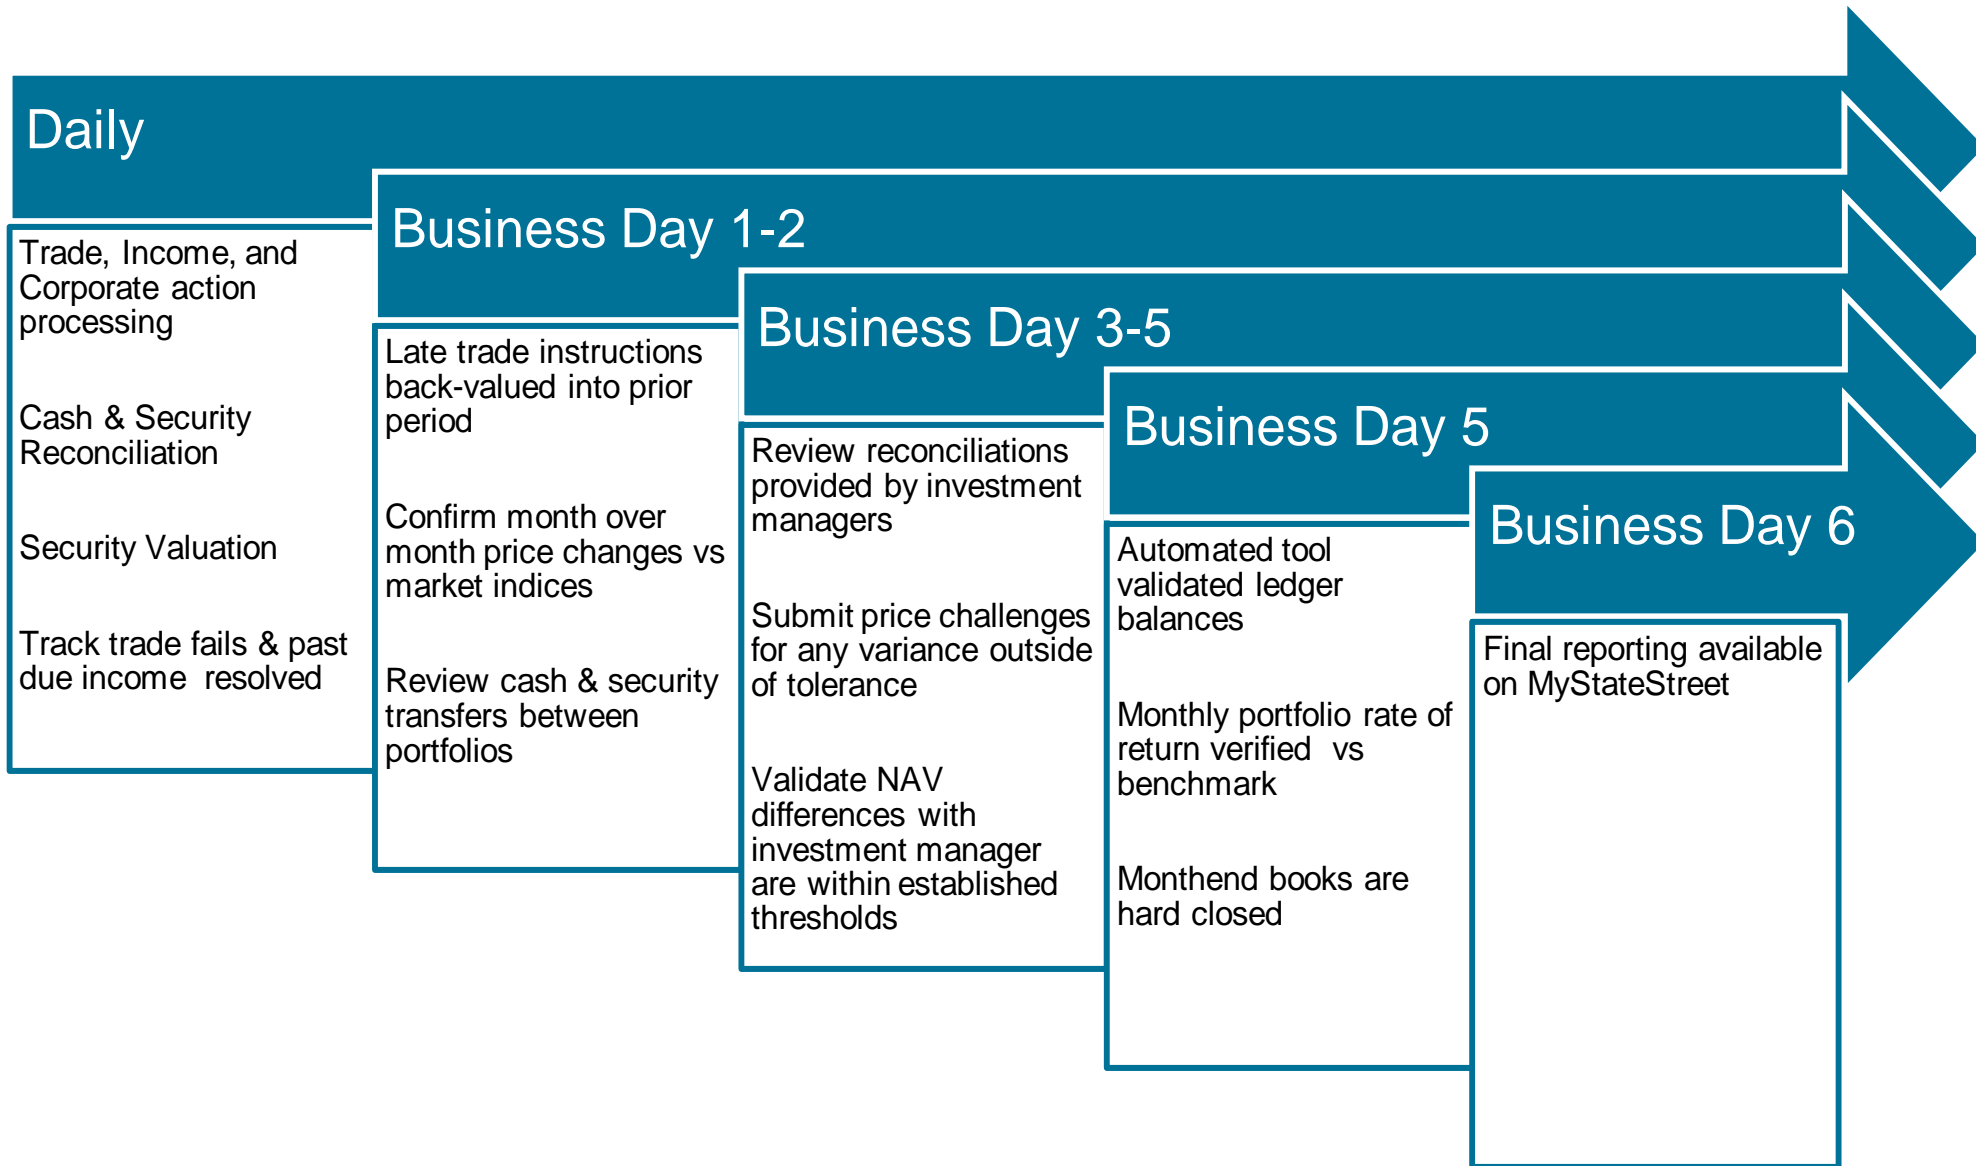 Daily
Trade, Income, and
Corporate action
processing
Cash & Security
Reconciliation
Security Valuation
Track trade fails & past
due income resolved
Business Day 1-2
Late trade instructions
back-valued into prior
period
Confirm month over
month price changes vs
market indices
Review cash & security
transfers between
portfolios
Business Day 3-5
Review reconciliations
provided by investment
managers
Submit price challenges
for any variance outside
of tolerance
Validate NAV
differences with
investment manager
are within established
thresholds
Business Day 5
Automated tool
validated ledger
balances
Monthly portfolio rate of
return verified vs
benchmark
Monthend books are
hard closed
Business Day 6
Final reporting available
on MyStateStreet